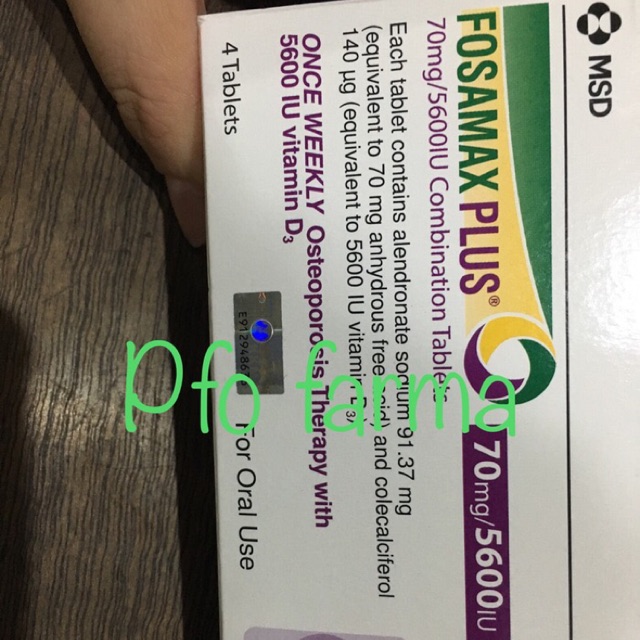 MSD
FOSAMAX PLUS® 70mg/5600IU
70mg/5600IU Combination Tablets
Each tablet contains alendronate sodium 91.37 mg
(equivalent to 70 mg anhydrous free acid) and colecalciferol
140 µg (equivalent to 5600 IU vitamin D₃)
ONCE WEEKLY Osteoporosis Therapy with
5600 IU vitamin D₃
4 Tablets
For Oral Use
Pfo farma